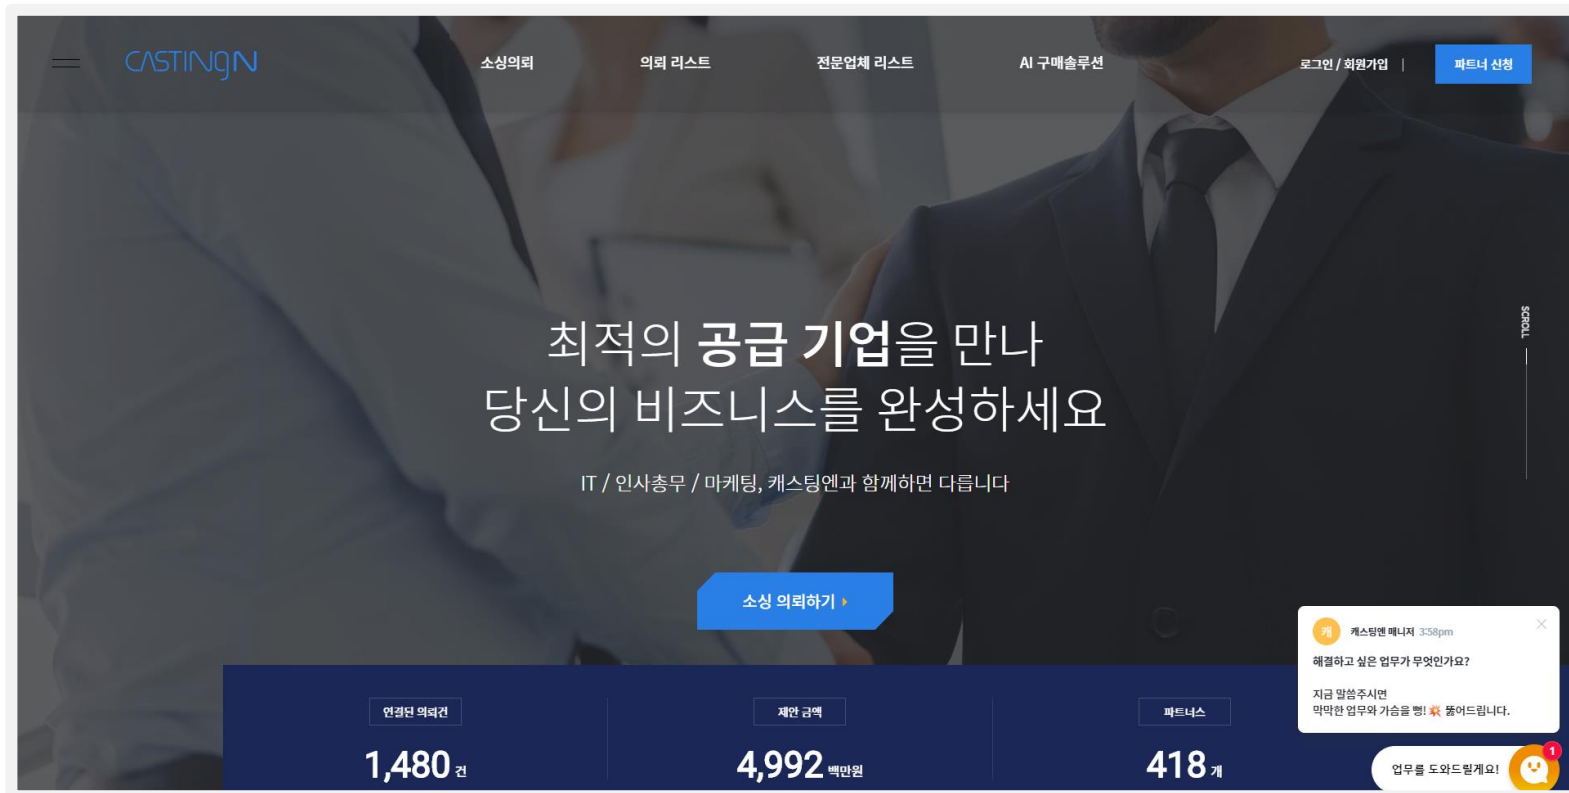 CASTINgN
소싱의뢰
의뢰 리스트
전문업체 리스트
AI 구매솔루션
로그인 / 회원가입 |
파트너 신청
SCROLL
최적의 공급 기업을 만나
당신의 비즈니스를 완성하세요
IT / 인사총무 / 마케팅, 캐스팅엔과 함께하면 다릅니다
소싱 의뢰하기
캐
캐스팅엔 매니저 3:58pm
해결하고 싶은 업무가 무엇인가요?
지금 말씀주시면
막막한 업무와 가슴을 뻥! 💥 뚫어드립니다.
연결된 의뢰건
1,480 건
제안 금액
4,992 백만원
파트너스
418 개
업무를 도와드릴게요!
1